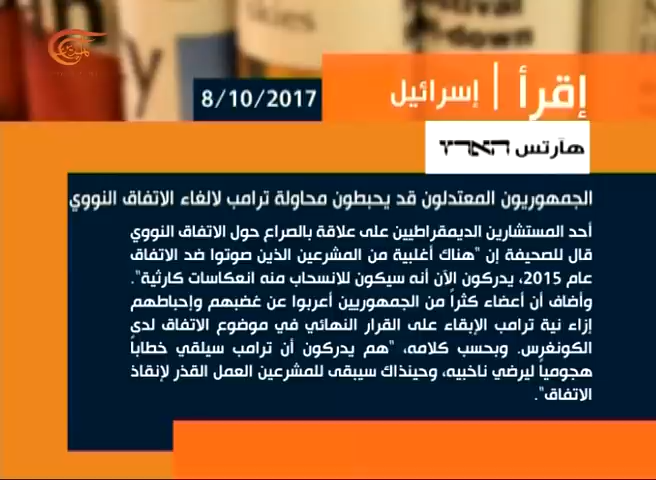 8/10/2017
إقرأ | إسرائيل
هآرتس הארץ
الجمهوريون المعتدلون قد يحبطون محاولة ترامب لالغاء الاتفاق النووي
أحد المستشارين الديمقراطيين على علاقة بالصراع حول الاتفاق النووي
قال للصحيفة إن "هناك أغلبية من المشرعين الذين صوتوا ضد الاتفاق
عام 2015، يدركون الآن أنه سيكون للانسحاب منه انعكاسات كارثية".
وأضاف أن أعضاء كثراً من الجمهوريين أعربوا عن غضبهم وإحباطهم
إزاء نية ترامب الإبقاء على القرار النهائي في موضوع الاتفاق لدى
الكونغرس. وبحسب كلامه، "هم يدركون أن ترامب سيلقي خطاباً
هجومياً ليرضي ناخبيه، وحينذاك سيبقى للمشرعين العمل القذر لإنقاذ
الاتفاق".